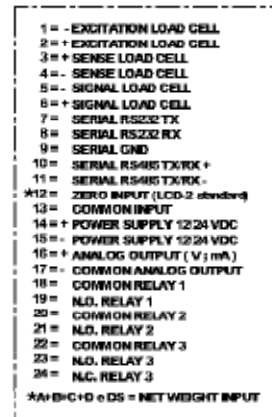 1 = - EXCITATION LOAD CELL
2 = + EXCITATION LOAD CELL
3 = + SENSE LOAD CELL
4 = - SENSE LOAD CELL
5 = - SIGNAL LOAD CELL
6 = + SIGNAL LOAD CELL
7 = SERIAL RS232 TX
8 = SERIAL RS232 RX
9 = SERIAL GND
10 = SERIAL RS485 TX/RX +
11 = SERIAL RS485 TX/RX -
*12 = ZERO INPUT (LCD-2 standard)
13 = COMMON INPUT
14 = + POWER SUPPLY 12/24 VDC
15 = - POWER SUPPLY 12/24 VDC
16 = + ANALOG OUTPUT ( V ; mA )
17 = - COMMON ANALOG OUTPUT
18 = COMMON RELAY 1
19 = N.O. RELAY 1
20 = COMMON RELAY 2
21 = N.O. RELAY 2
22 = COMMON RELAY 3
23 = N.O. RELAY 3
24 = N.C. RELAY 3
*A+B=C+D e DS = NET WEIGHT INPUT